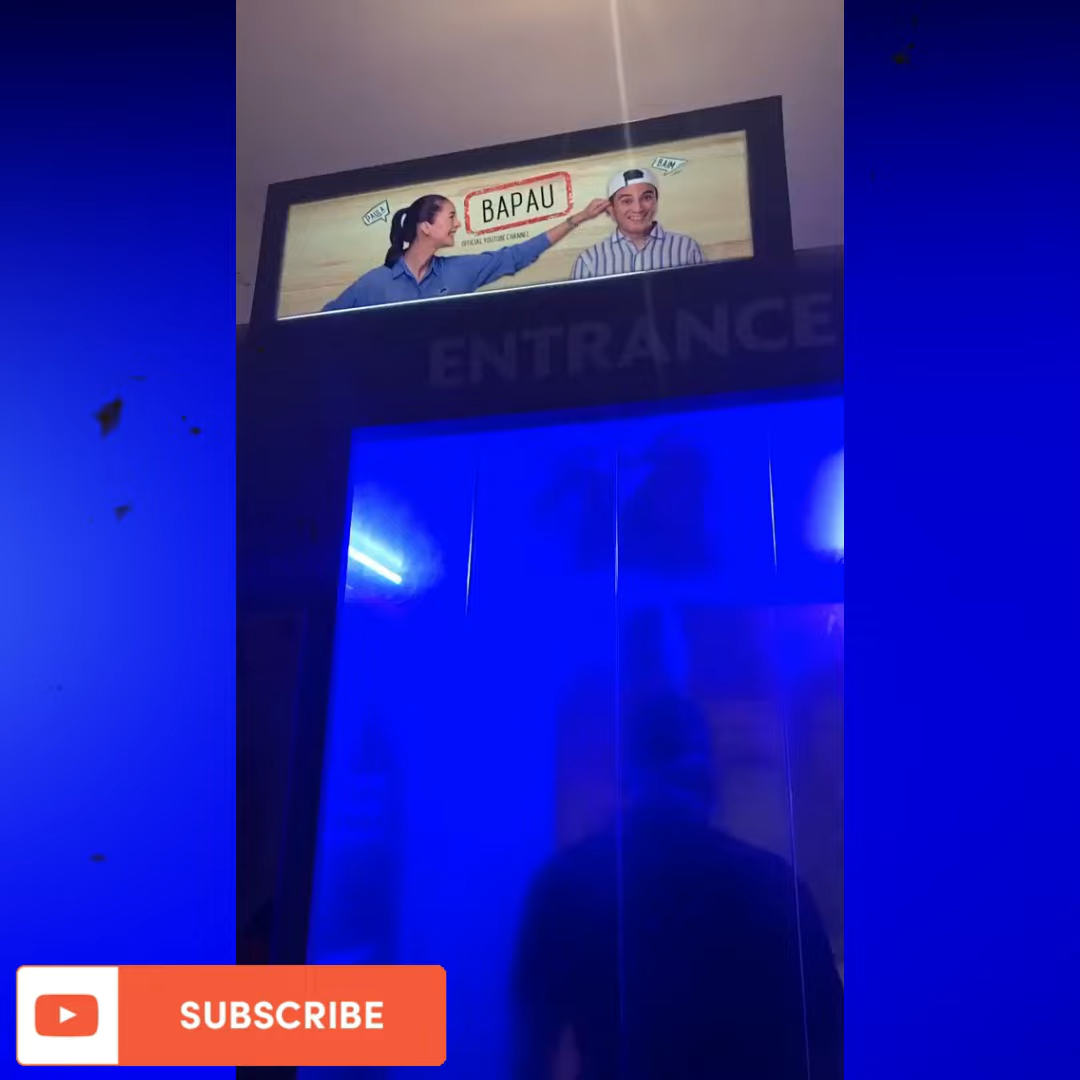 PAULA
BAPAU
BAIM
OFFICIAL YOUTUBE CHANNEL
ENTRANCE
SUBSCRIBE